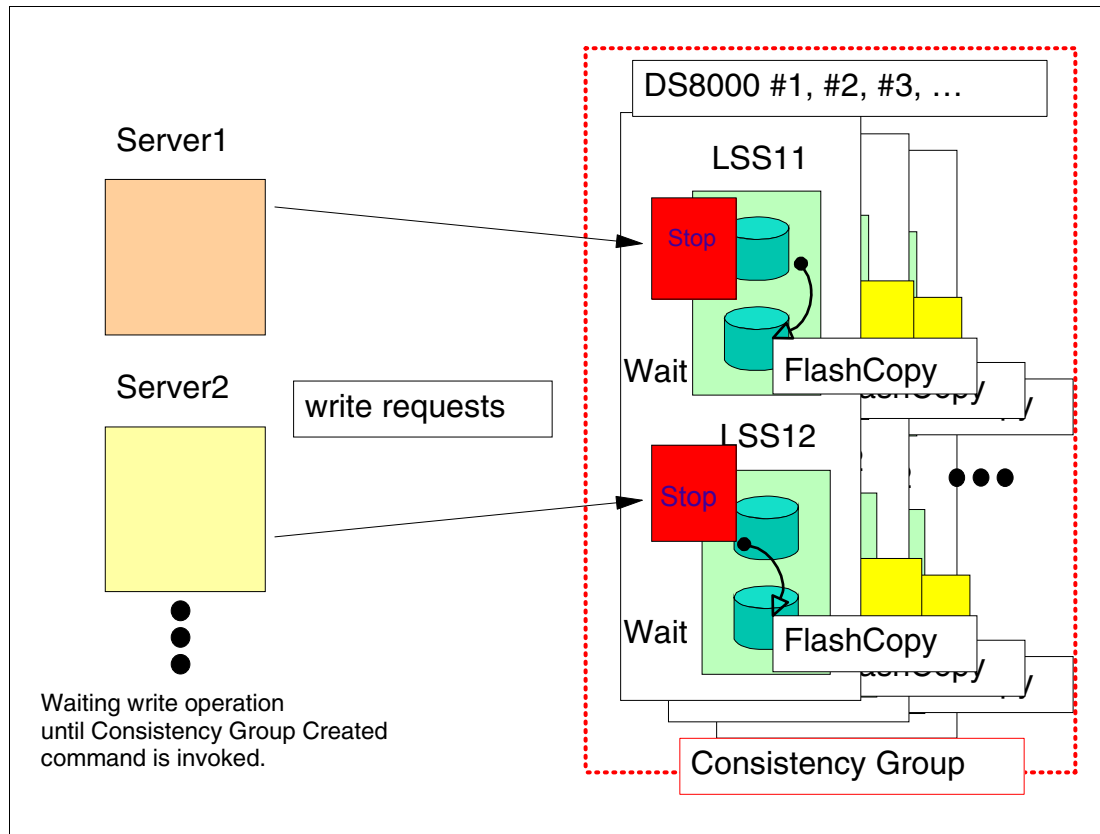 DS8000 #1, #2, #3, …
Server1
LSS11
Stop
Wait
FlashCopy
Server2
write requests
LSS12
Stop
Wait
FlashCopy
Waiting write operation
until Consistency Group Created
command is invoked.
Consistency Group